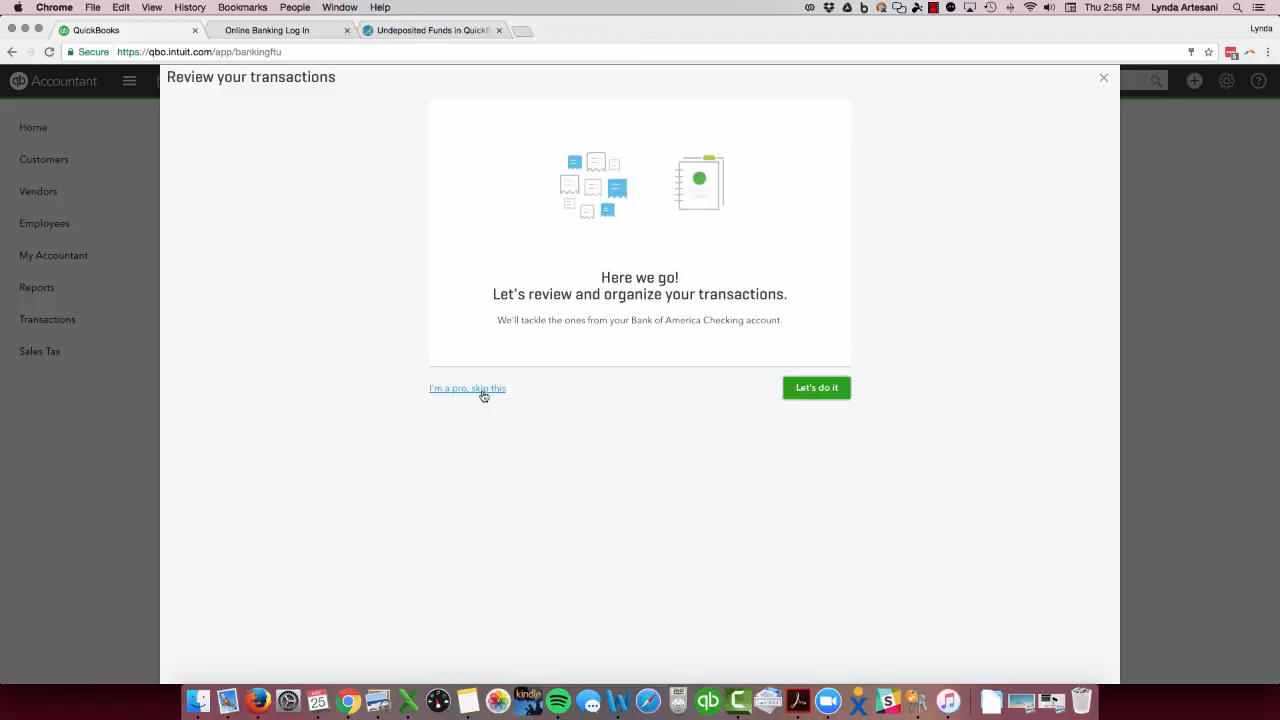 Chrome File Edit View History Bookmarks People Window Help
Thu 2:58 PM Lynda Artesani
QuickBooks
Online Banking Log In
Undeposited Funds in QuickB
Lynda
Secure https://qbo.intuit.com/app/bankingftu
qb Accountant
Review your transactions
Home
Customers
Vendors
Employees
My Accountant
Reports
Transactions
Sales Tax
Here we go!
Let's review and organize your transactions.
We'll tackle the ones from your Bank of America Checking account.
I'm a pro, skip this
Let's do it
kindle